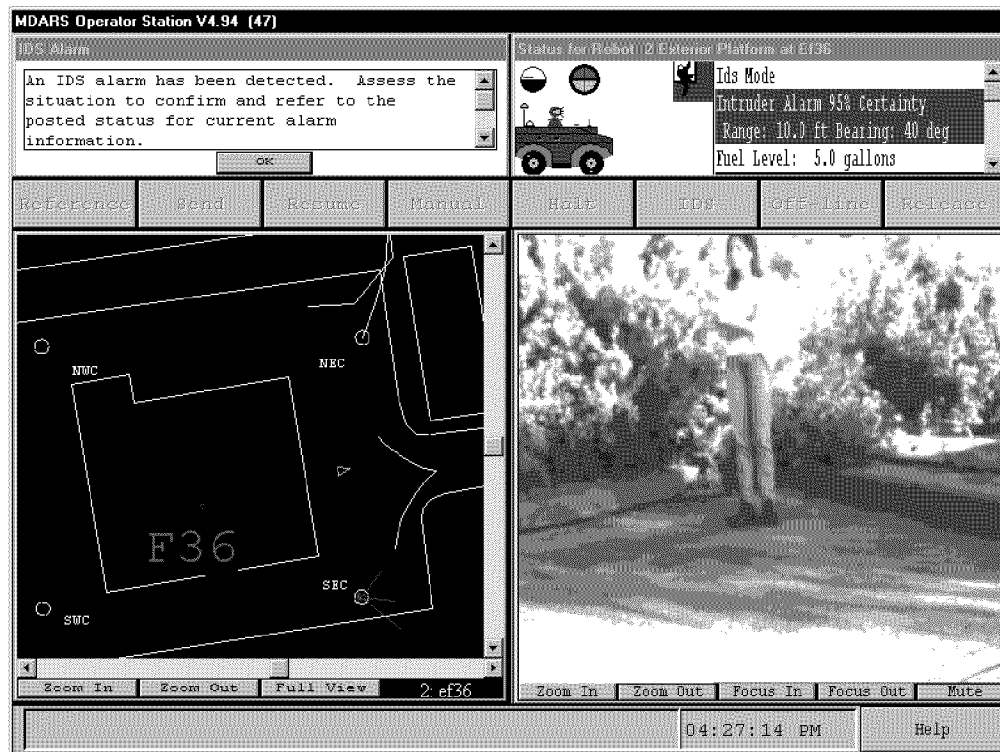 MDARS Operator Station V4.94 (47)
IDS Alarm
An IDS alarm has been detected. Assess the
situation to confirm and refer to the
posted status for current alarm
information.
OK
Status for Robot 2 Exterior Platform at Ef36
Ids Mode
Intruder Alarm 95% Certainty
Range: 10.0 ft Bearing: 40 deg
Fuel Level: 5.0 gallons
Reference Send Resume Manual Halt IDS Off-line Release
NWC
NEC
F36
SEC
SWC
Zoom In Zoom Out Full View 2: ef36
Zoom In Zoom Out Focus In Focus Out Mute
04:27:14 PM Help